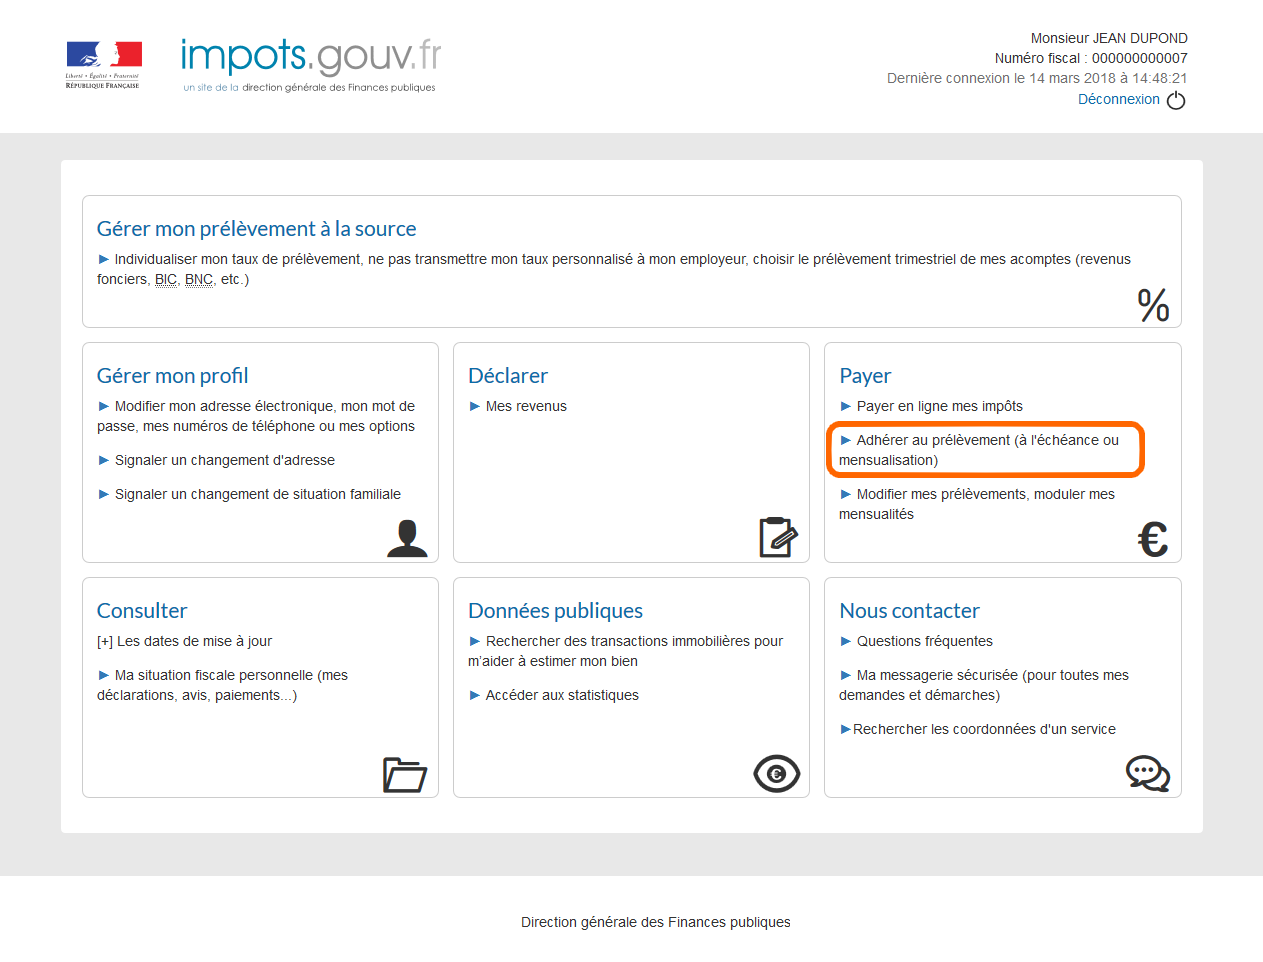 Liberté • Égalité • Fraternité
RÉPUBLIQUE FRANÇAISE
impots.gouv.fr
un site de la direction générale des Finances publiques
Monsieur JEAN DUPOND
Numéro fiscal : 000000000007
Dernière connexion le 14 mars 2018 à 14:48:21
Déconnexion
Gérer mon prélèvement à la source
► Individualiser mon taux de prélèvement, ne pas transmettre mon taux personnalisé à mon employeur, choisir le prélèvement trimestriel de mes acomptes (revenus
fonciers, BIC, BNC, etc.)
%
Gérer mon profil
► Modifier mon adresse électronique, mon mot de
passe, mes numéros de téléphone ou mes options
► Signaler un changement d'adresse
► Signaler un changement de situation familiale
Déclarer
► Mes revenus
Payer
► Payer en ligne mes impôts
► Adhérer au prélèvement (à l'échéance ou
mensualisation)
► Modifier mes prélèvements, moduler mes
mensualités
€
Consulter
[+] Les dates de mise à jour
► Ma situation fiscale personnelle (mes
déclarations, avis, paiements...)
Données publiques
► Rechercher des transactions immobilières pour
m'aider à estimer mon bien
► Accéder aux statistiques
€
Nous contacter
► Questions fréquentes
► Ma messagerie sécurisée (pour toutes mes
demandes et démarches)
►Rechercher les coordonnées d'un service
Direction générale des Finances publiques